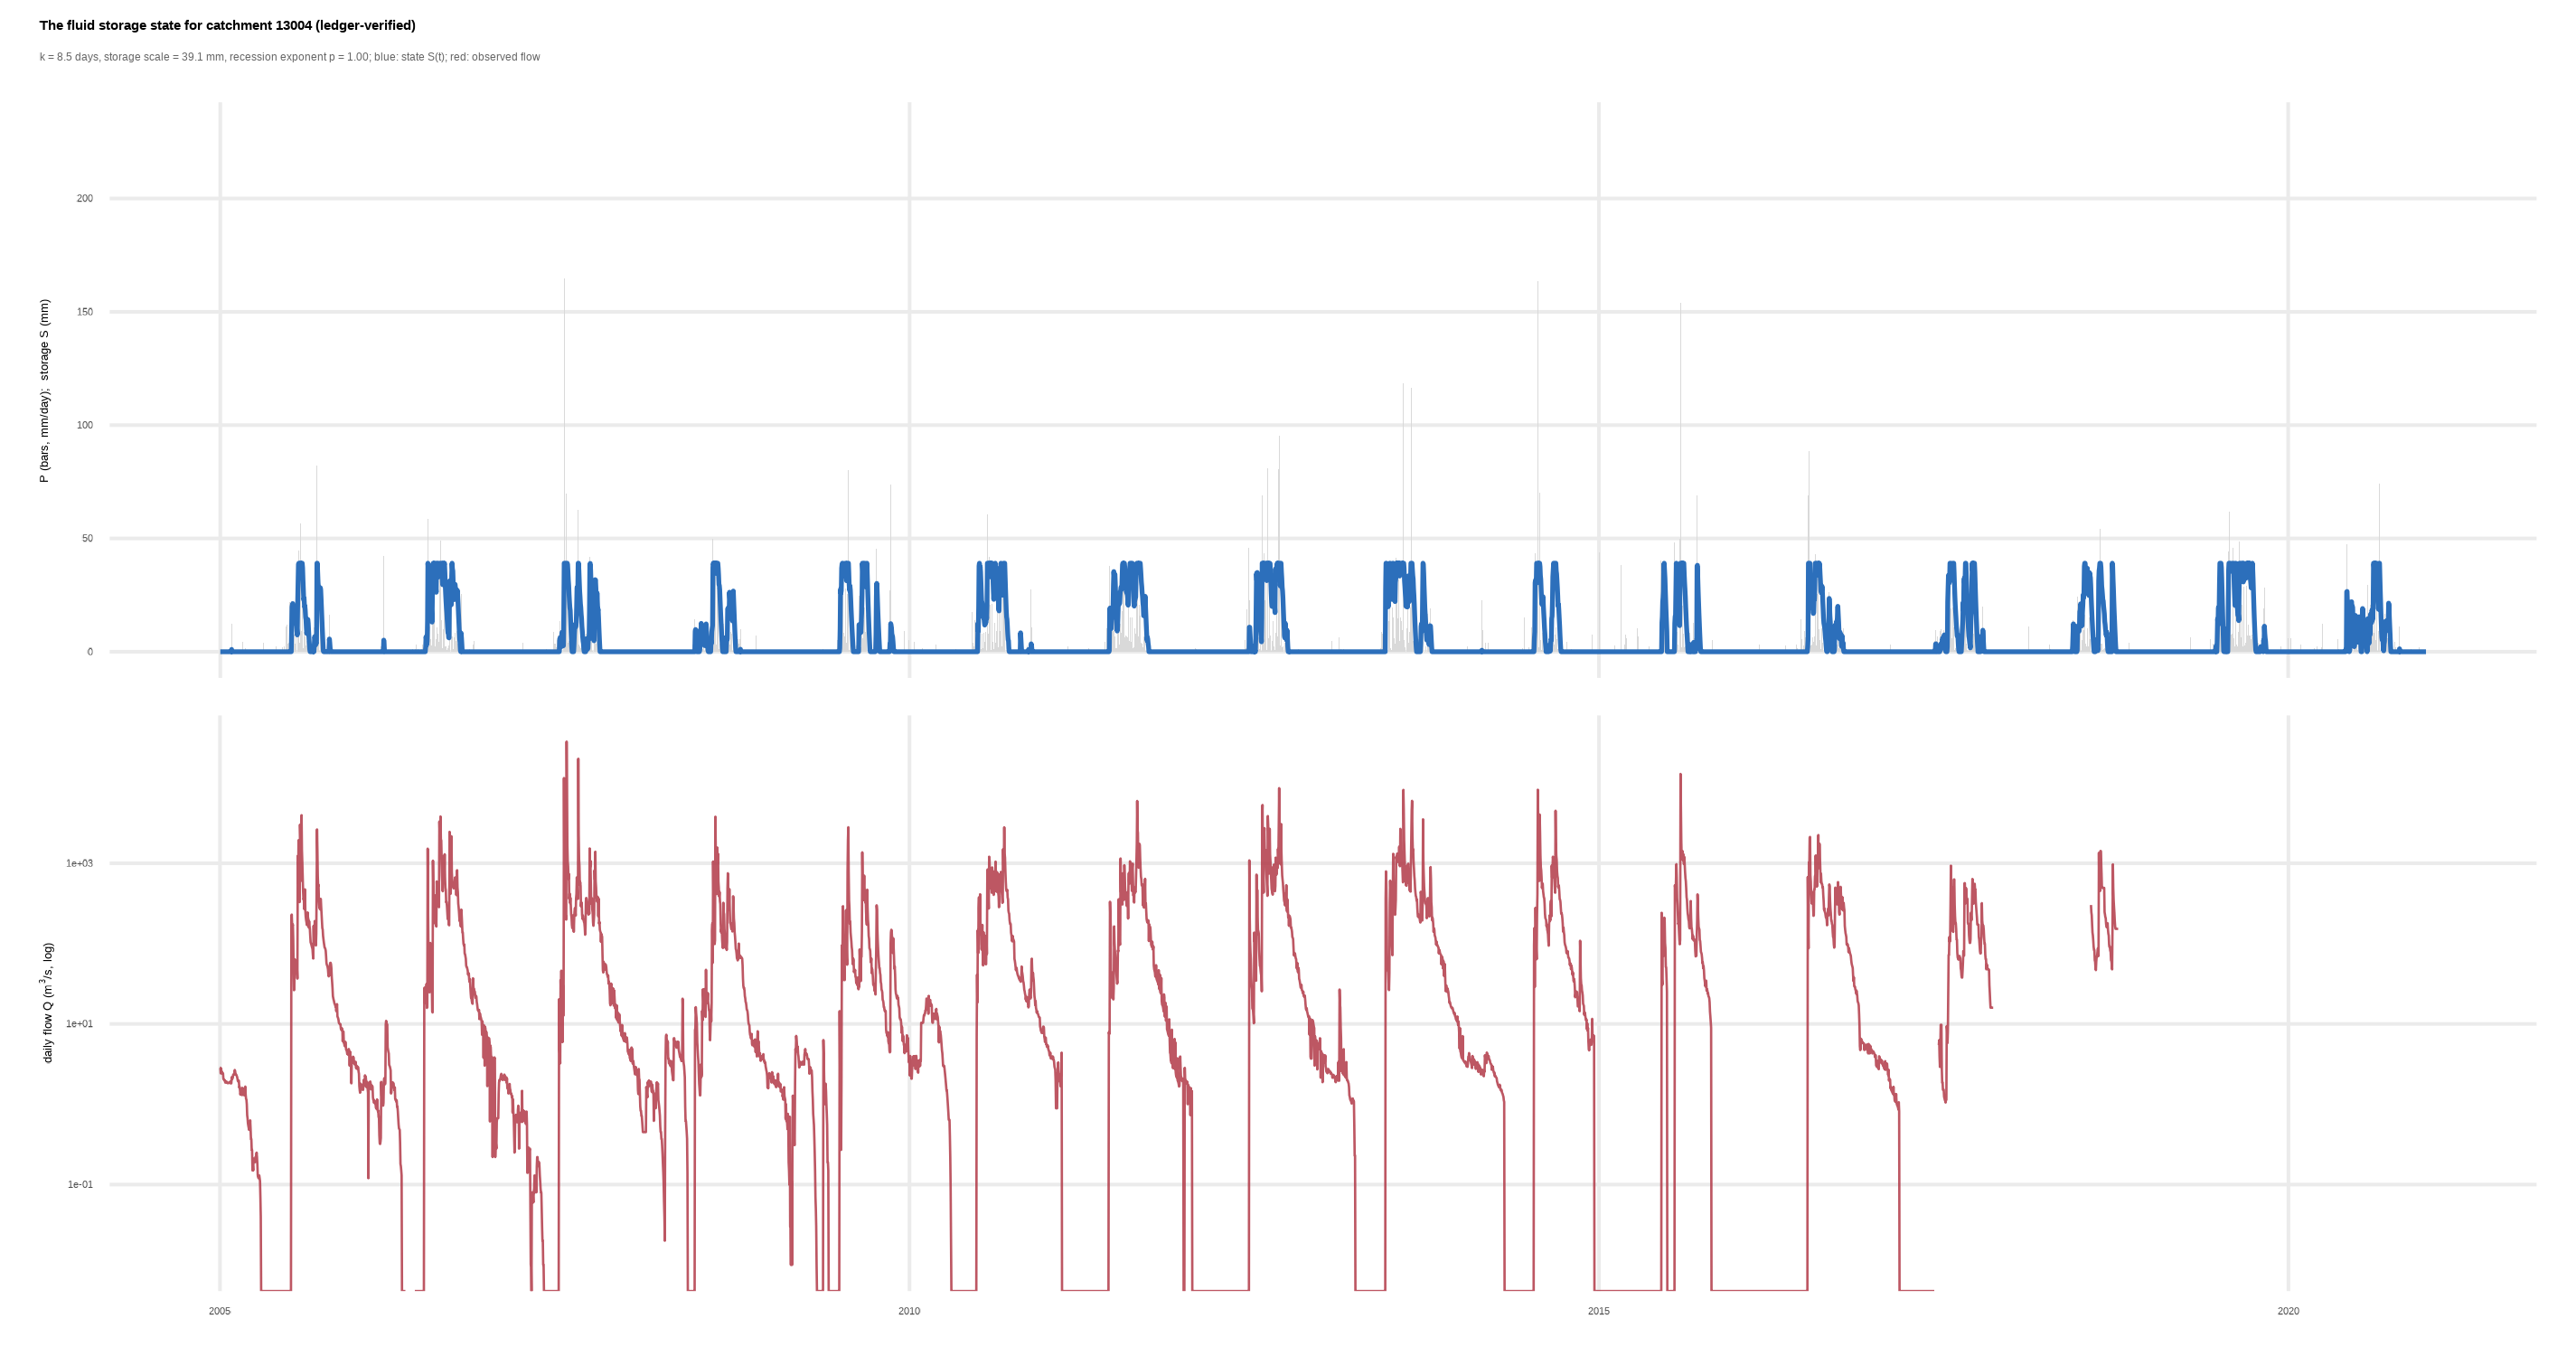 The fluid storage state for catchment 13004 (ledger-verified)
k = 8.5 days, storage scale = 39.1 mm, recession exponent p = 1.00; blue: state S(t); red: observed flow
P (bars, mm/day);  storage S (mm)
200
150
100
50
0
daily flow Q (m³/s, log)
1e+03
1e+01
1e-01
2005
2010
2015
2020